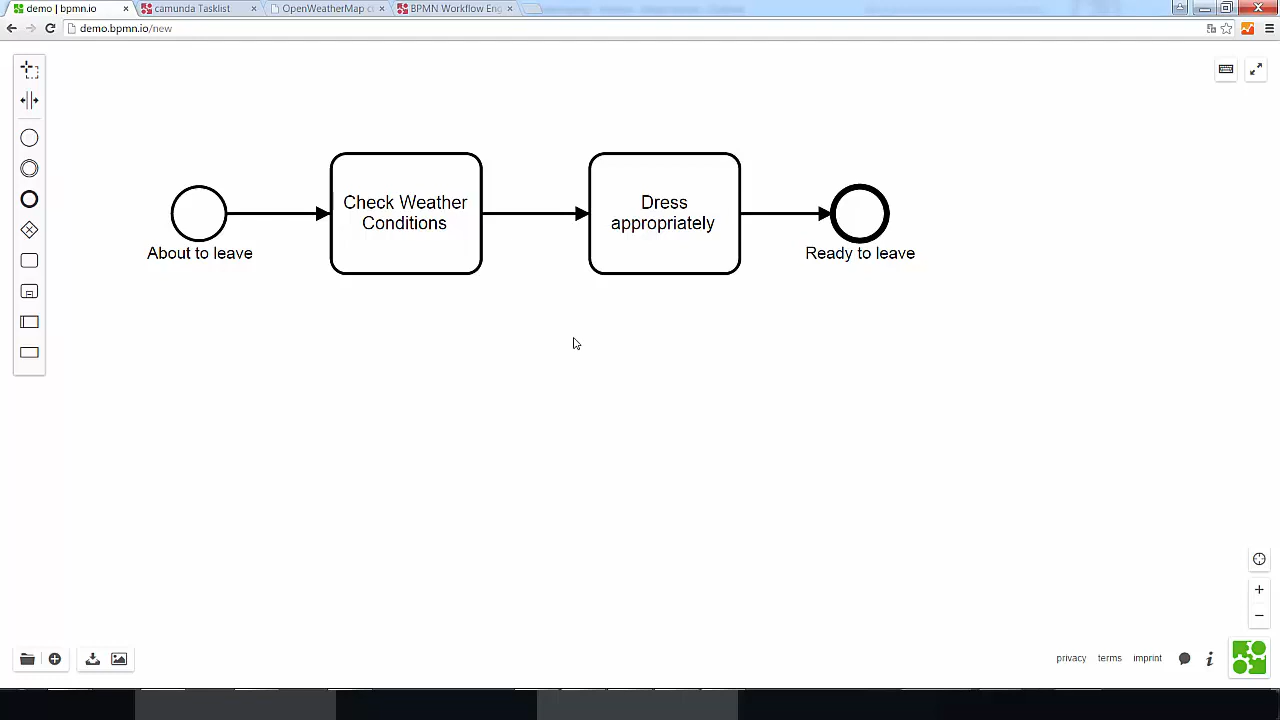 demo | bpmn.io
camunda Tasklist
OpenWeatherMap
BPMN Workflow Eng
demo.bpmn.io/new
Check Weather
Conditions
Dress
appropriately
About to leave
Ready to leave
privacy
terms
imprint